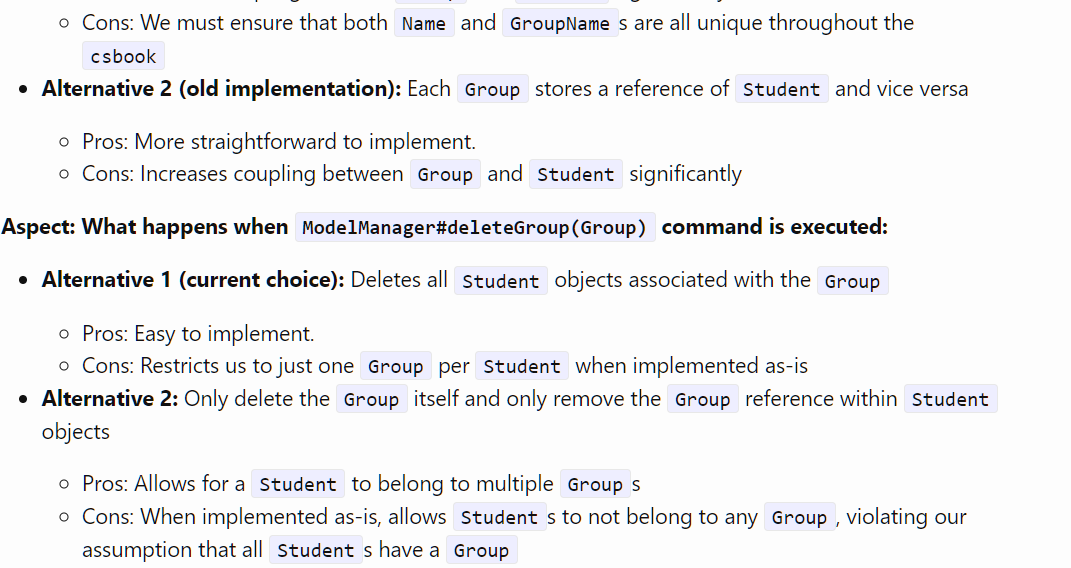 Cons: We must ensure that both Name and GroupName s are all unique throughout the
csbook
Alternative 2 (old implementation): Each Group stores a reference of Student and vice versa
Pros: More straightforward to implement.
Cons: Increases coupling between Group and Student significantly
Aspect: What happens when ModelManager#deleteGroup(Group) command is executed:
Alternative 1 (current choice): Deletes all Student objects associated with the Group
Pros: Easy to implement.
Cons: Restricts us to just one Group per Student when implemented as-is
Alternative 2: Only delete the Group itself and only remove the Group reference within Student
objects
Pros: Allows for a Student to belong to multiple Group s
Cons: When implemented as-is, allows Student s to not belong to any Group , violating our
assumption that all Student s have a Group